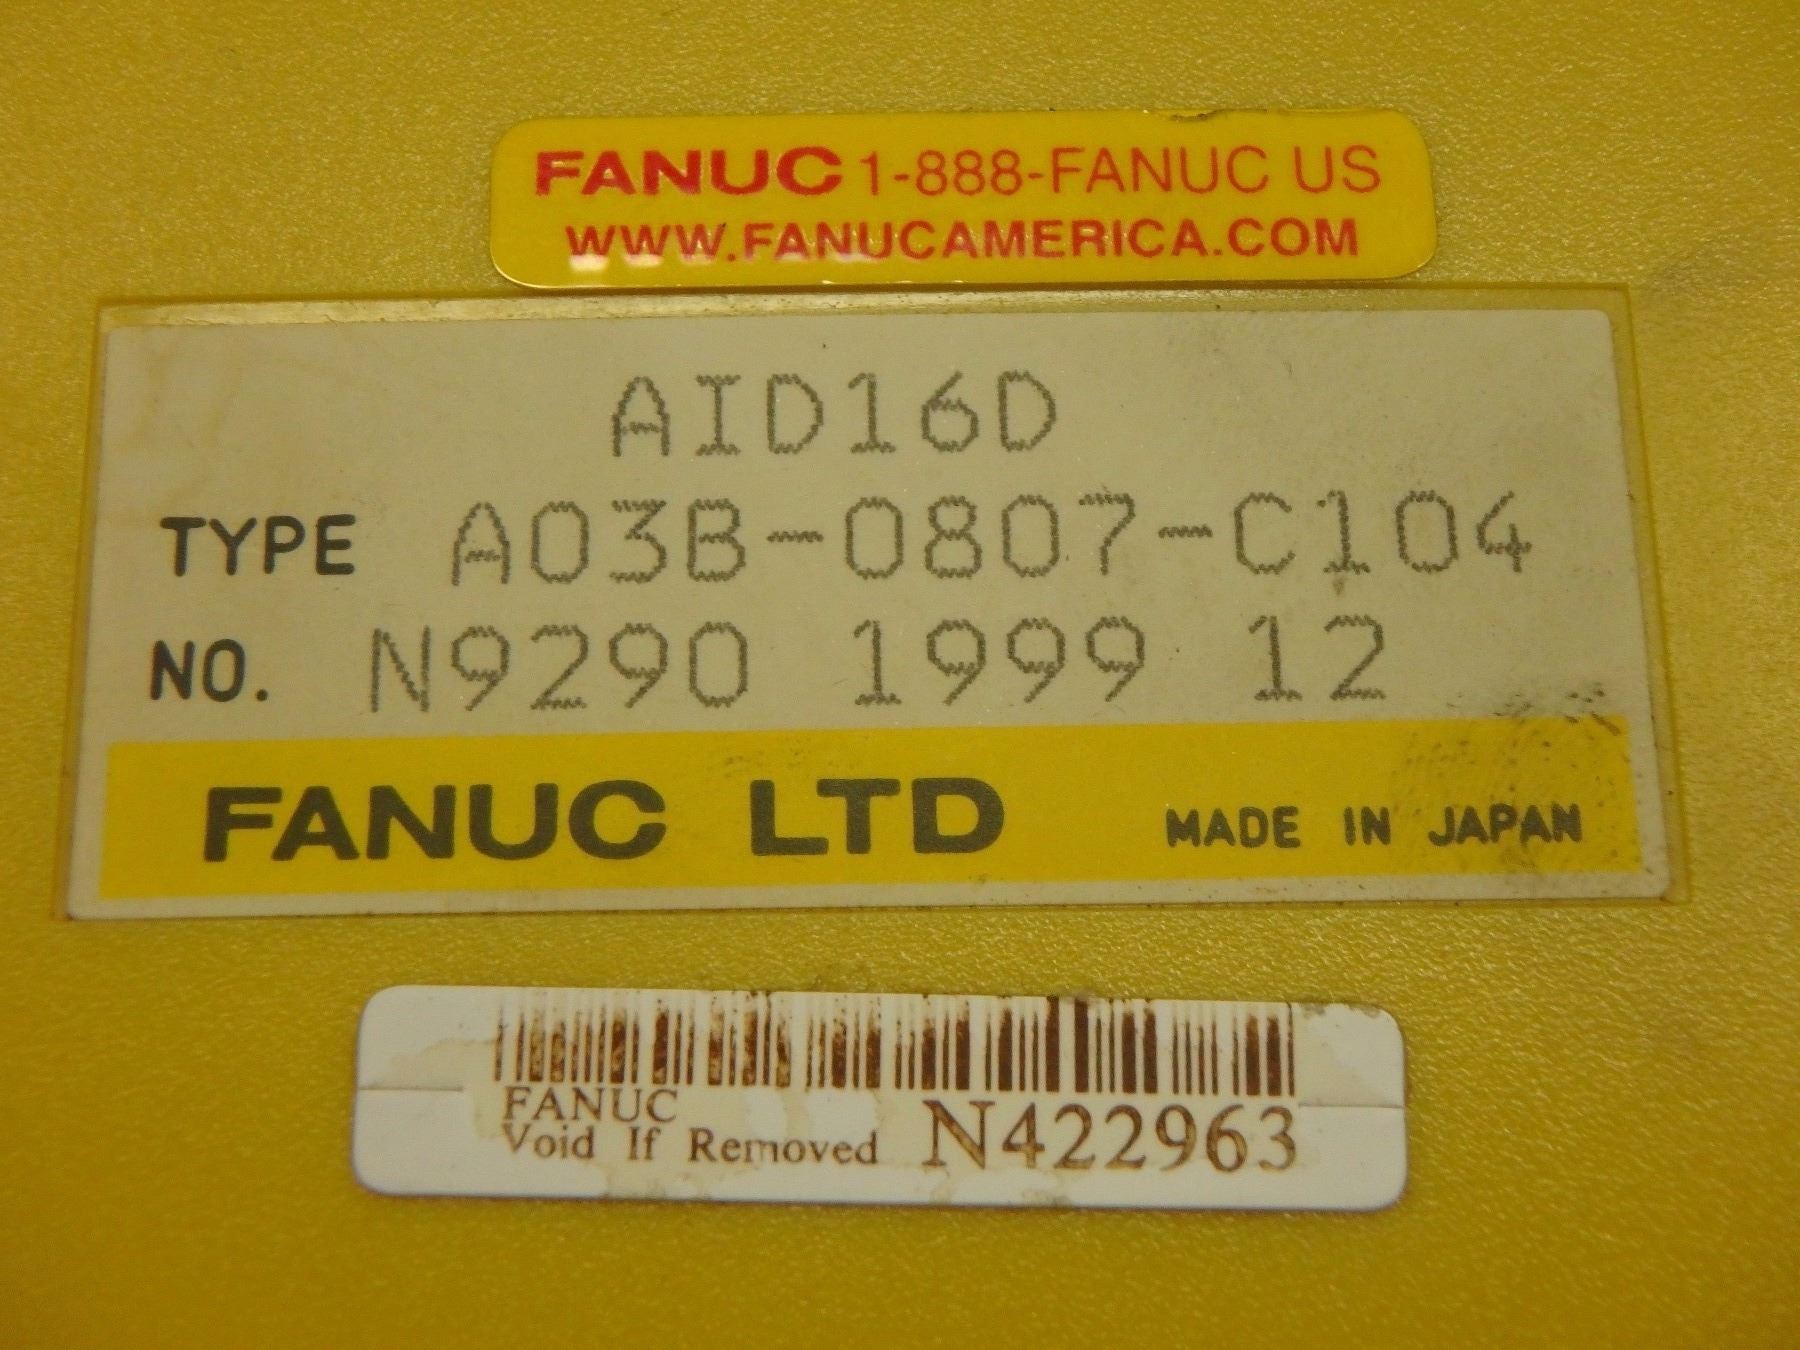 FANUC 1-888-FANUC US
WWW.FANUCAMERICA.COM
AID16D
TYPE A03B-0807-C104
NO. N9290 1999 12
FANUC LTD MADE IN JAPAN
FANUC
Void If Removed N422963